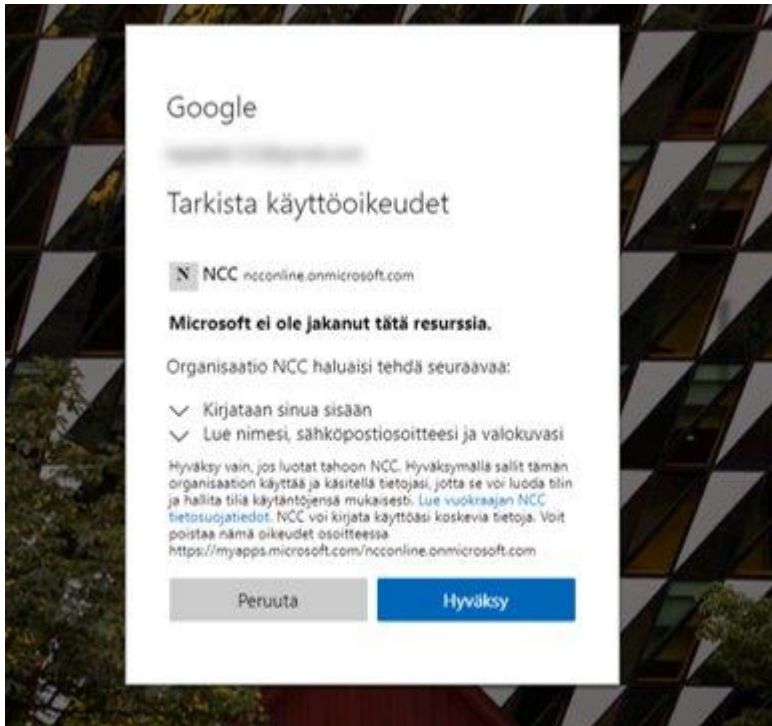 Google
Tarkista käyttöoikeudet
N NCC ncconline.onmicrosoft.com
Microsoft ei ole jakanut tätä resurssia.
Organisaatio NCC haluaisi tehdä seuraavaa:
Kirjataan sinua sisään
Lue nimesi, sähköpostiosoitteesi ja valokuvasi
Hyväksy vain, jos luotat tahoon NCC. Hyväksymällä sallit tämän
organisaation käyttää ja käsitellä tietojasi, jotta se voi luoda tilin
ja hallita tiliä käytäntöjensä mukaisesti. Lue vuokraajan NCC
tietosuojatiedot. NCC voi kirjata käyttöäsi koskevia tietoja. Voit
poistaa nämä oikeudet osoitteessa
https://myapps.microsoft.com/ncconline.onmicrosoft.com
Peruuta Hyväksy